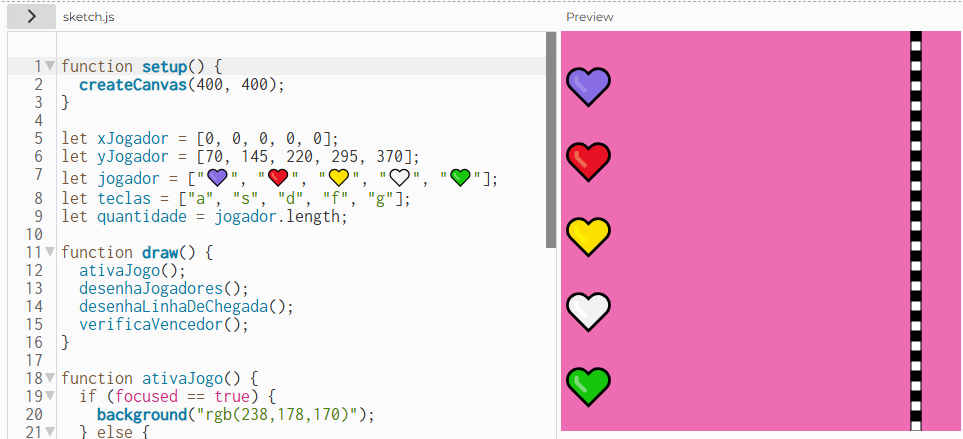 sketch.js
Preview
1 function setup() {
2 createCanvas(400, 400);
3 }
4
5 let xJogador = [0, 0, 0, 0, 0];
6 let yJogador = [70, 145, 220, 295, 370];
7 let jogador = ["💜", "❤️", "💛", "🤍", "💚"];
8 let teclas = ["a", "s", "d", "f", "g"];
9 let quantidade = jogador.length;
10
11 function draw() {
12 ativaJogo();
13 desenhaJogadores();
14 desenhaLinhaDeChegada();
15 verificaVencedor();
16 }
17
18 function ativaJogo() {
19 if (focused == true) {
20 background("rgb(238,178,170)");
21 } else {